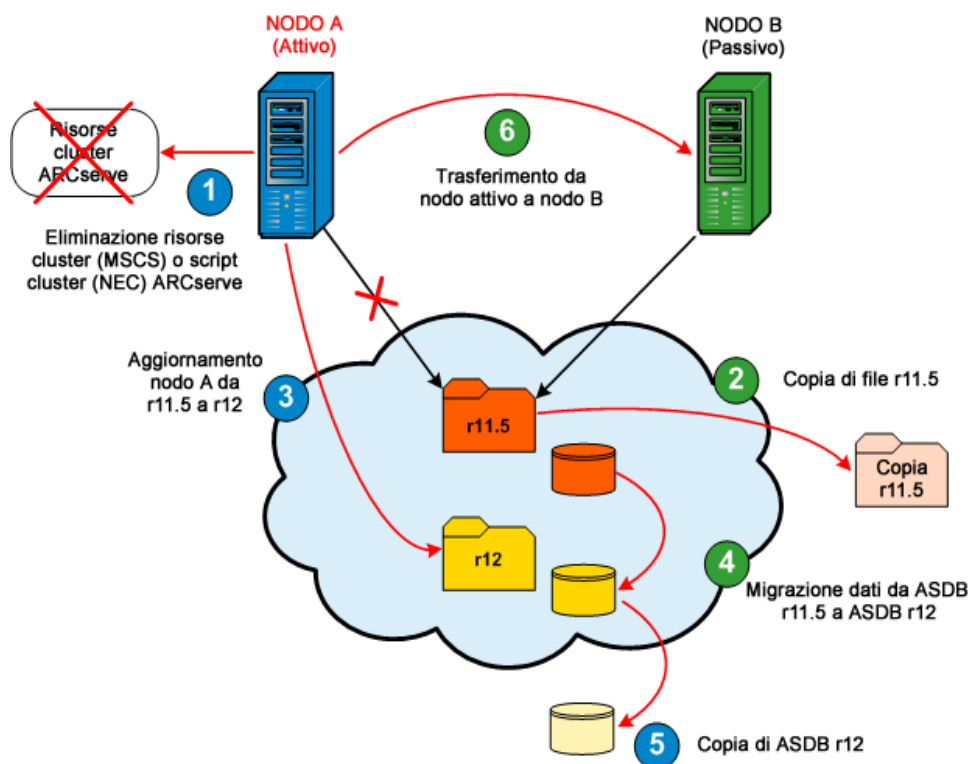 NODO A
(Attivo)
NODO B
(Passivo)
Risorse
cluster
ARCserve
1
Eliminazione risorse
cluster (MSCS) o script
cluster (NEC) ARCserve
6
Trasferimento da
nodo attivo a nodo B
Aggiornamento
nodo A da
r11.5 a r12
3
2
Copia di file r11.5
r11.5
Copia
r11.5
r12
4
Migrazione dati da ASDB
r11.5 a ASDB r12
5
Copia di ASDB r12